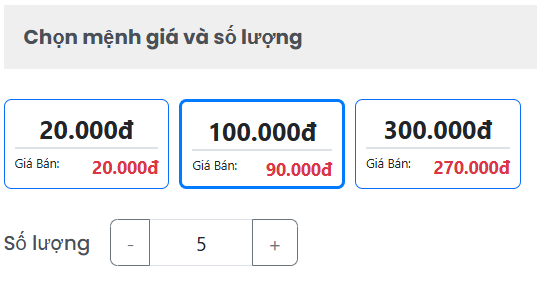 Chọn mệnh giá và số lượng
20.000đ 100.000đ 300.000đ
Giá Bán: 20.000đ Giá Bán: 90.000đ Giá Bán: 270.000đ
Số lượng - 5 +